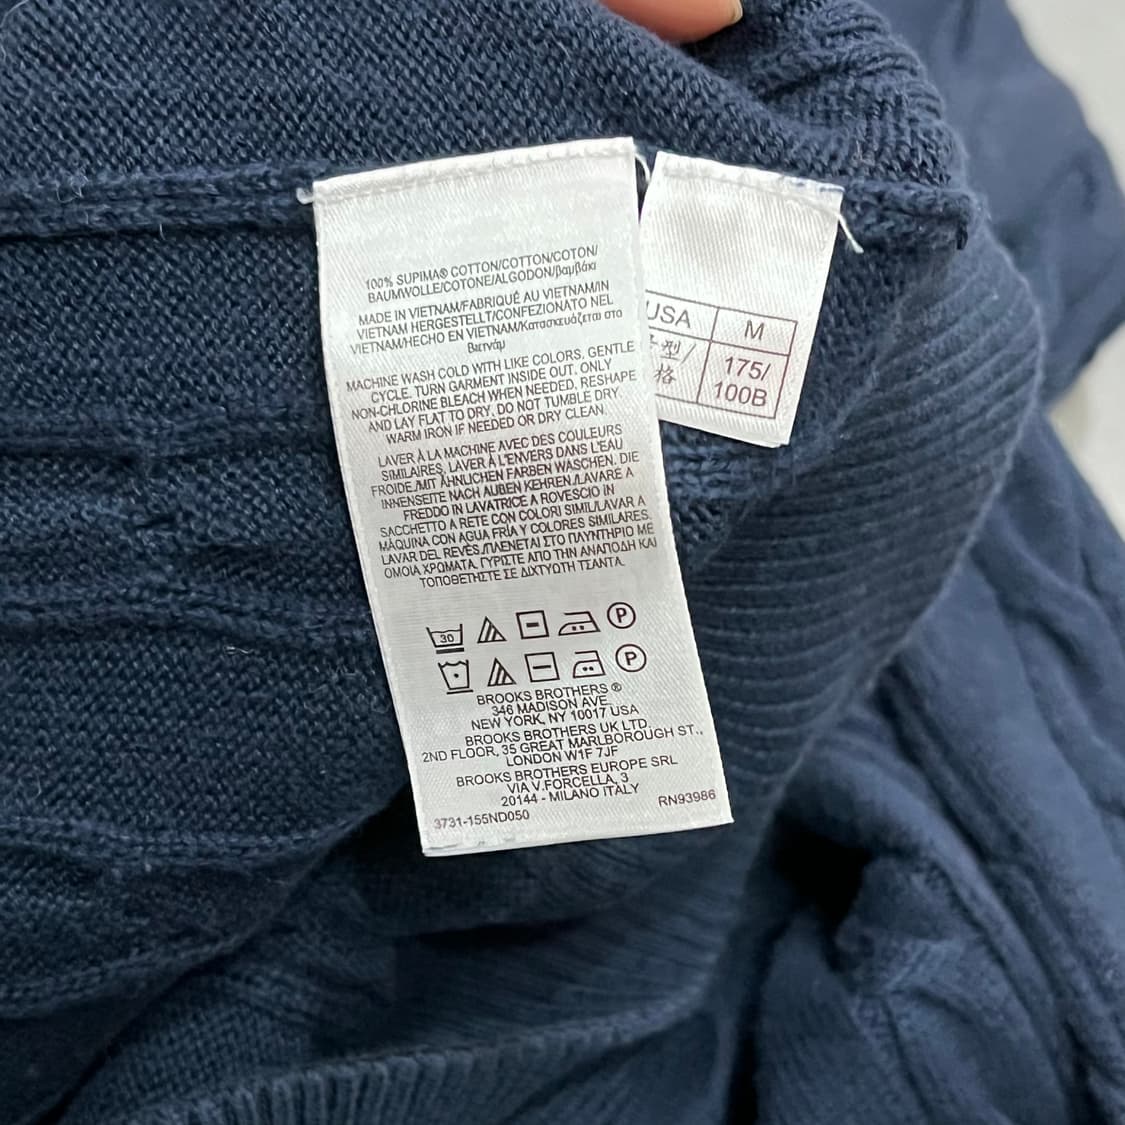 100% SUPIMA® COTTON/COTTON/COTON/
BAUMWOLLE/COTONE/ALGODON/βαμβάκι
MADE IN VIETNAM/FABRIQUÉ AU VIETNAM/IN
VIETNAM HERGESTELLT/CONFEZIONATO NEL
VIETNAM/HECHO EN VIETNAM/Κατασκευάζεται στο
Βιετνάμ
MACHINE WASH COLD WITH LIKE COLORS, GENTLE
CYCLE. TURN GARMENT INSIDE OUT. ONLY
NON-CHLORINE BLEACH WHEN NEEDED. RESHAPE
AND LAY FLAT TO DRY. DO NOT TUMBLE DRY.
WARM IRON IF NEEDED OR DRY CLEAN.
LAVER À LA MACHINE AVEC DES COULEURS
SIMILAIRES, LAVER À L'ENVERS DANS L'EAU
FROIDE./MIT ÄHNLICHEN FARBEN WASCHEN, DIE
INNENSEITE NACH AUBEN KEHREN./LAVARE A
FREDDO IN LAVATRICE A ROVESCIO IN
SACCHETTO A RETE CON COLORI SIMILI./LAVAR A
MÁQUINA CON AGUA FRÍA Y COLORES SIMILARES.
LAVAR DEL REVÉS./ΠΛΕΝΕΤΑΙ ΣΤΟ ΠΛΥΝΤΗΡΙΟ ΜΕ
ΟΜΟΙΑ ΧΡΩΜΑΤΑ. ΓΥΡΙΣΤΕ ΑΠΟ ΤΗΝ ΑΝΑΠΟΔΗ ΚΑΙ
ΤΟΠΟΘΕΤΗΣΤΕ ΣΕ ΔΙΧΤΥΩΤΗ ΤΣΑΝΤΑ.
30 P
P
BROOKS BROTHERS ®
346 MADISON AVE.
NEW YORK, NY 10017 USA
BROOKS BROTHERS UK LTD.
2ND FLOOR, 35 GREAT MARLBOROUGH ST.,
LONDON W1F 7JF
BROOKS BROTHERS EUROPE SRL
VIA V.FORCELLA, 3
20144 - MILANO ITALY
3731-155ND050 RN93986
USA M
型/ 175/
格 100B